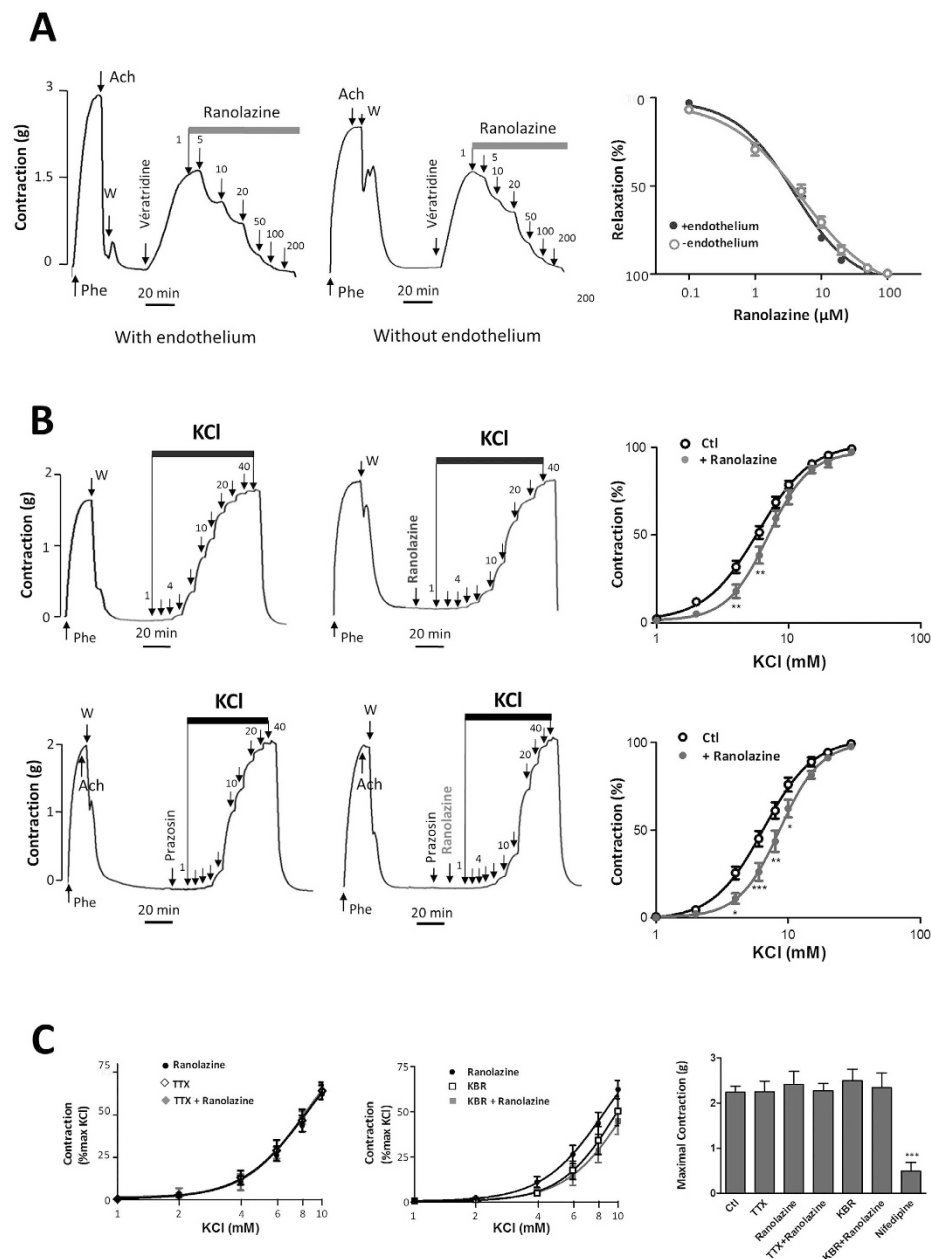 A
3
1.5
0
Contraction (g)
Ach
W
Phe
Vératridine
Ranolazine
1
5
10
20
50
100
200
20 min
With endothelium
Ach
W
Phe
Vératridine
Ranolazine
1
5
10
20
50
100
200
20 min
200
Without endothelium
0
50
100
Relaxation (%)
+endothelium
-endothelium
0.1
1
10
100
Ranolazine (µM)
B
2
1
0
Contraction (g)
W
Phe
KCl
1
4
10
20
40
20 min
W
Phe
Ranolazine
KCl
1
4
10
20
40
20 min
100
50
0
Contraction (%)
Ctl
+ Ranolazine
**
**
1
10
100
KCl (mM)
2
1
0
Contraction (g)
W
Ach
Phe
Prazosin
KCl
1
10
20
40
20 min
W
Ach
Phe
Prazosin
Ranolazine
KCl
1
4
10
20
40
20 min
100
50
0
Contraction (%)
Ctl
+ Ranolazine
*
***
**
*
1
10
100
KCl (mM)
C
75
50
25
0
Contraction
(%max KCl)
Ranolazine
TTX
TTX + Ranolazine
1
2
4
6
8
10
KCl (mM)
75
50
25
0
Contraction
(%max KCl)
Ranolazine
KBR
KBR + Ranolazine
1
2
4
6
8
10
KCl (mM)
3
2
1
0
Maximal Contraction (g)
***
Ctl
TTX
Ranolazine
TTX+Ranolazine
KBR
KBR+Ranolazine
Nifedipine